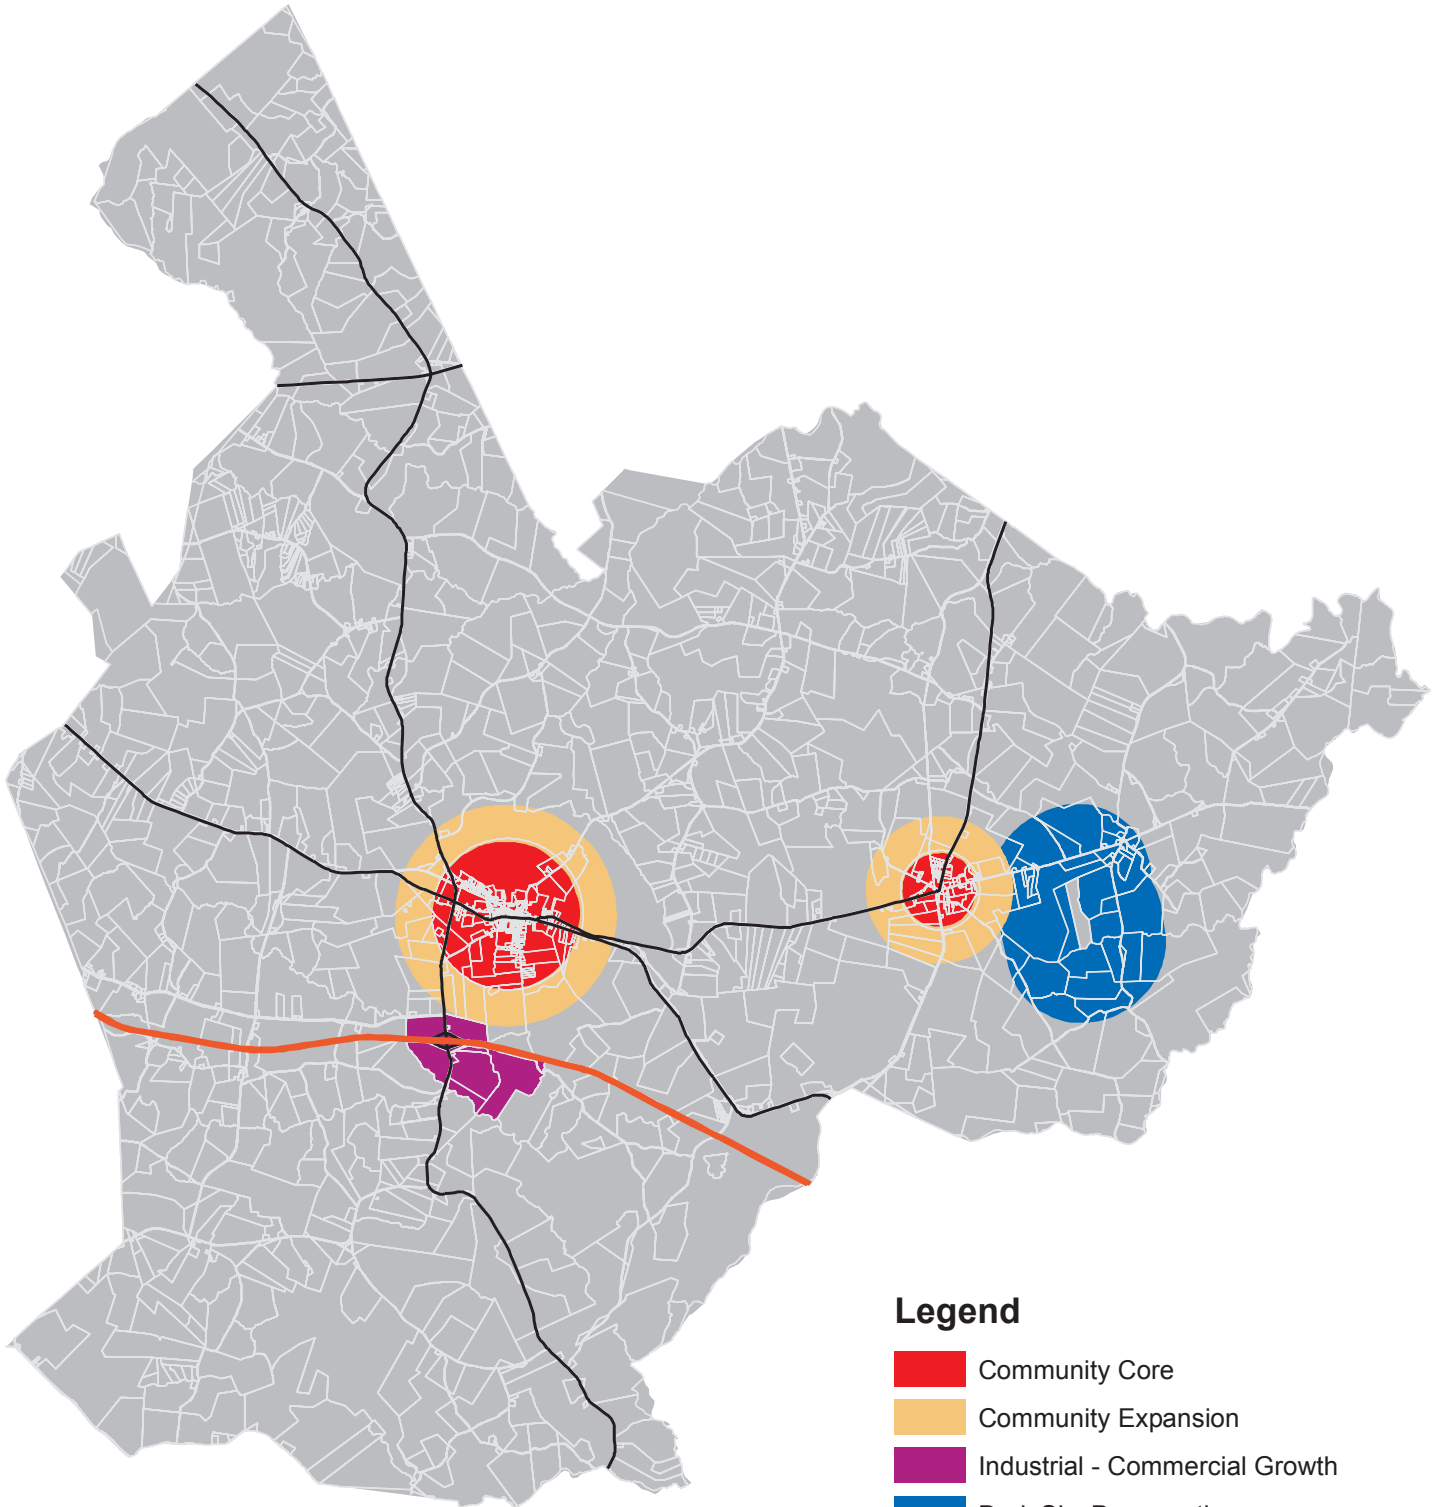 Legend
Community Core
Community Expansion
Industrial - Commercial Growth